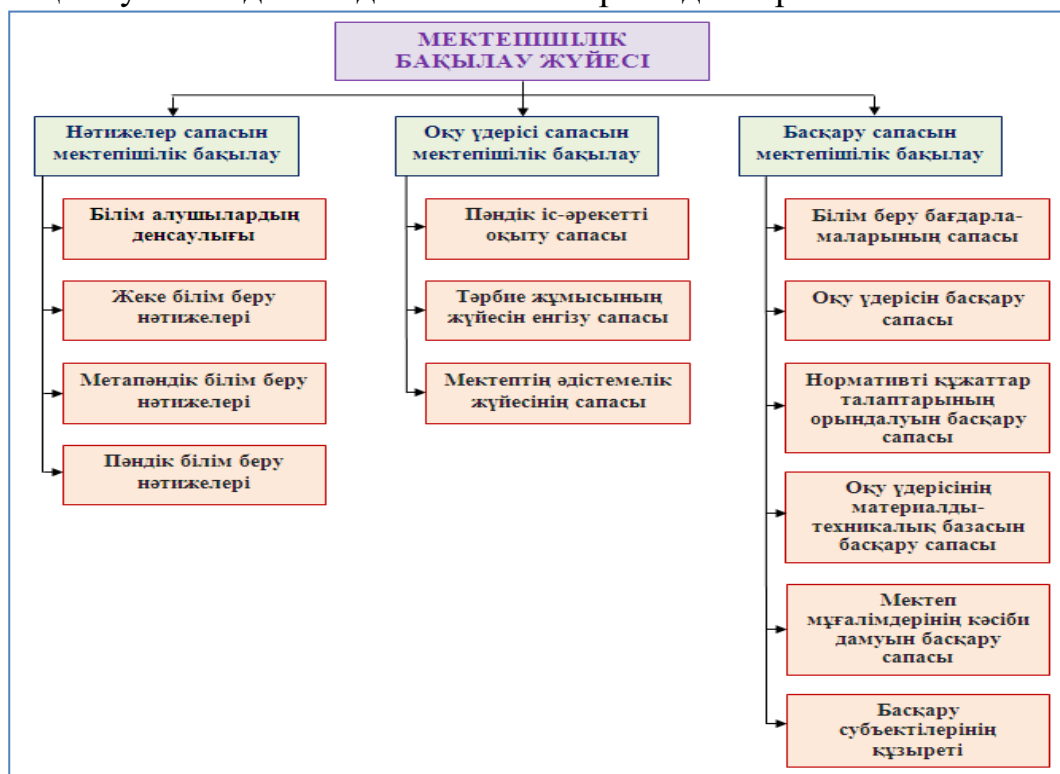 МЕКТЕПІШІЛІК
БАҚЫЛАУ ЖҮЙЕСІ
Нәтижелер сапасын
мектепішілік бақылау
Білім алушылардың
денсаулығы
Жеке білім беру
нәтижелері
Метапәндік білім беру
нәтижелері
Пәндік білім беру
нәтижелері
Оқу үдерісі сапасын
мектепішілік бақылау
Пәндік іс-әрекетті
оқыту сапасы
Тәрбие жұмысының
жүйесін енгізу сапасы
Мектептің әдістемелік
жүйесінің сапасы
Басқару сапасын
мектепішілік бақылау
Білім беру бағдарла-
маларының сапасы
Оқу үдерісін басқару
сапасы
Нормативті құжаттар
талаптарының
орындалуын басқару
сапасы
Оқу үдерісінің
материалды-
техникалық базасын
басқару сапасы
Мектеп
мұғалімдерінің кәсіби
дамуын басқару
сапасы
Басқару
субъектілерінің
құзыреті